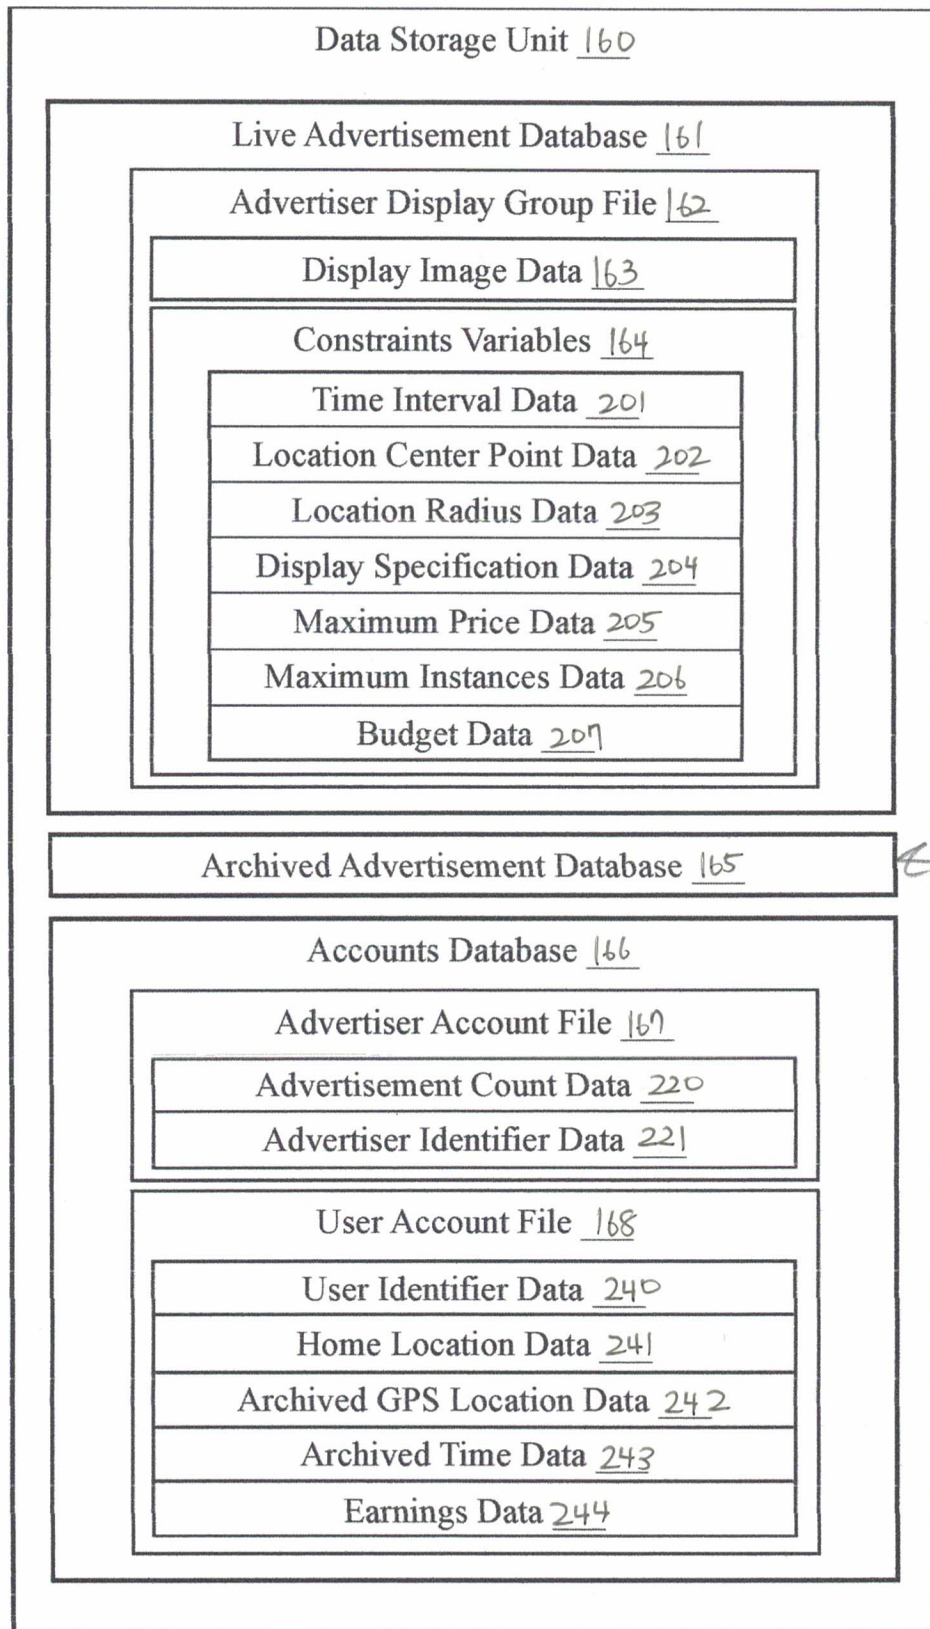 Data Storage Unit 160
Live Advertisement Database 161
Advertiser Display Group File 162
Display Image Data 163
Constraints Variables 164
Time Interval Data 201
Location Center Point Data 202
Location Radius Data 203
Display Specification Data 204
Maximum Price Data 205
Maximum Instances Data 206
Budget Data 207
Archived Advertisement Database 165
Accounts Database 166
Advertiser Account File 167
Advertisement Count Data 220
Advertiser Identifier Data 221
User Account File 168
User Identifier Data 240
Home Location Data 241
Archived GPS Location Data 242
Archived Time Data 243
Earnings Data 244